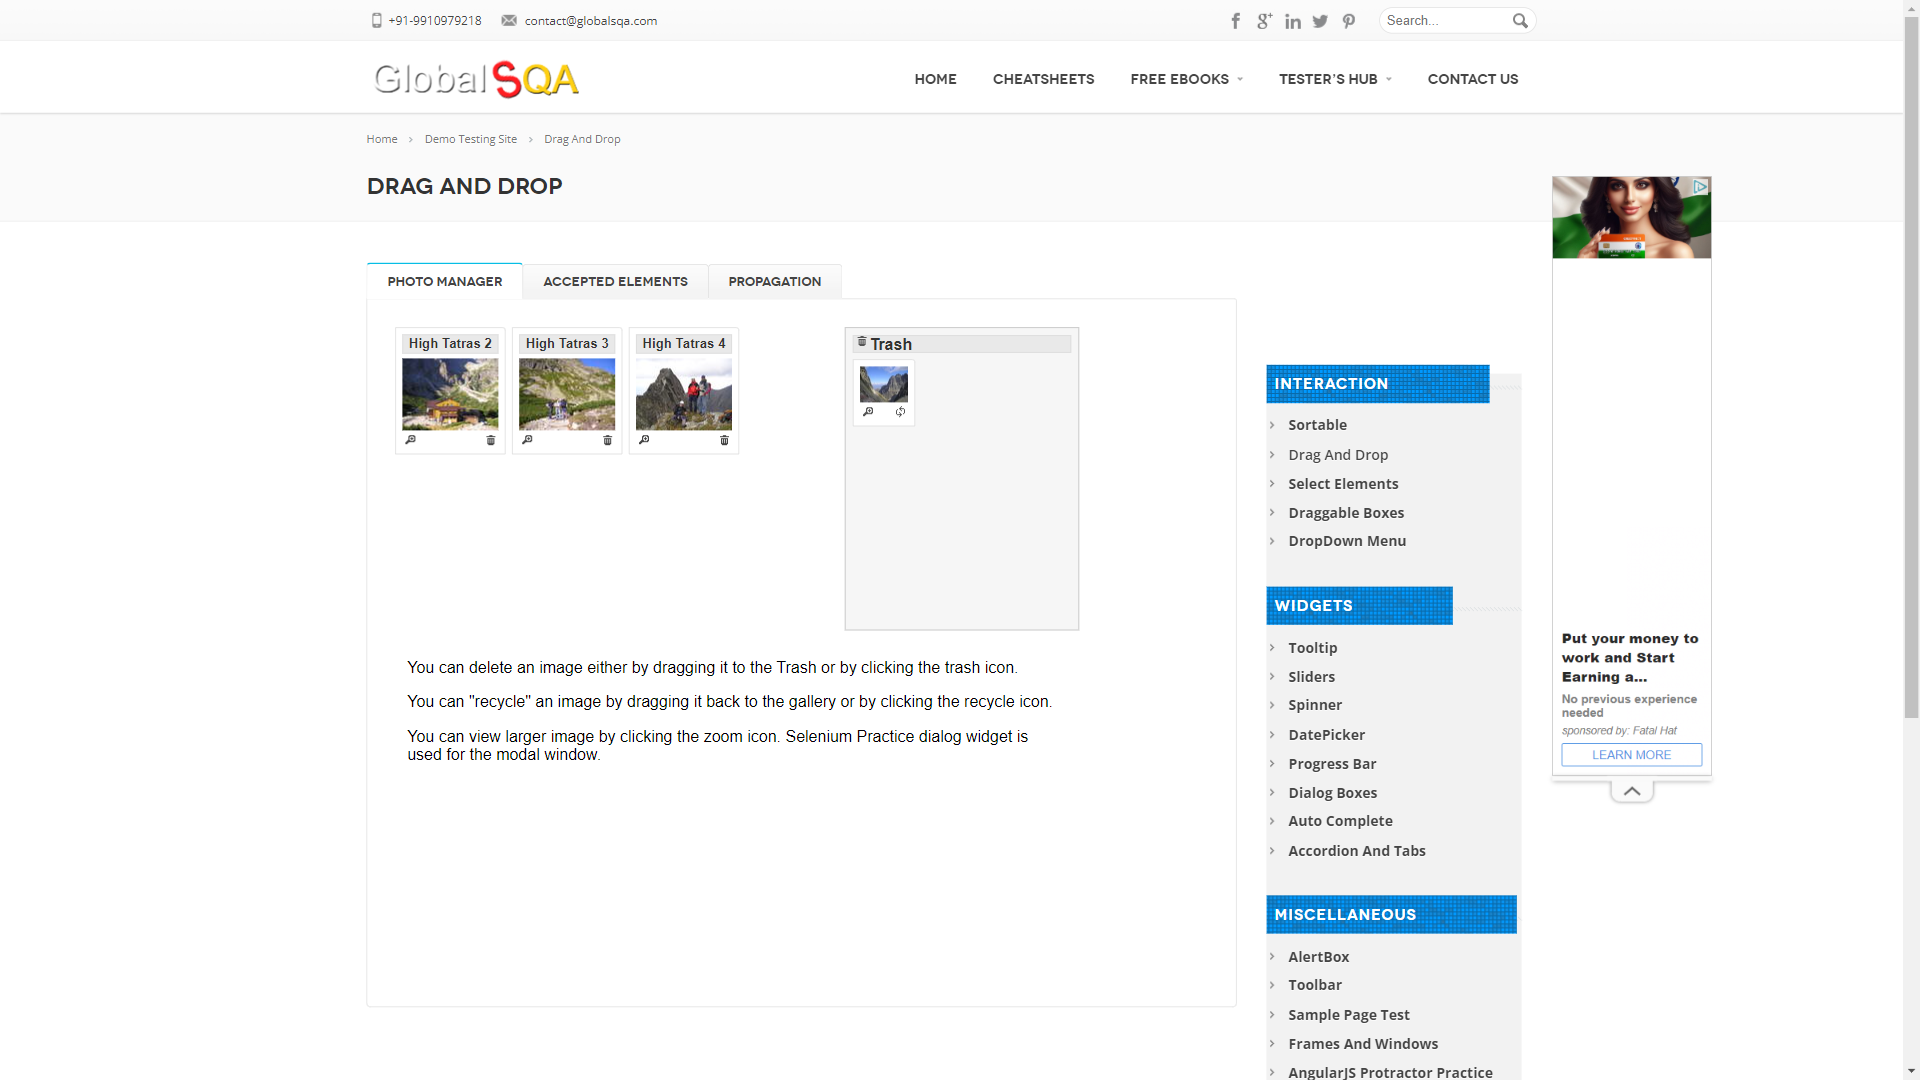 +91-9910979218 contact@globalsqa.com Search...
GlobalSQA HOME CHEATSHEETS FREE EBOOKS TESTER'S HUB CONTACT US
Home › Demo Testing Site › Drag And Drop
DRAG AND DROP
PHOTO MANAGER ACCEPTED ELEMENTS PROPAGATION
High Tatras 2 High Tatras 3 High Tatras 4
Trash
You can delete an image either by dragging it to the Trash or by clicking the trash icon.
You can "recycle" an image by dragging it back to the gallery or by clicking the recycle icon.
You can view larger image by clicking the zoom icon. Selenium Practice dialog widget is
used for the modal window.
INTERACTION
Sortable
Drag And Drop
Select Elements
Draggable Boxes
DropDown Menu
WIDGETS
Tooltip
Sliders
Spinner
DatePicker
Progress Bar
Dialog Boxes
Auto Complete
Accordion And Tabs
MISCELLANEOUS
AlertBox
Toolbar
Sample Page Test
Frames And Windows
AngularJS Protractor Practice
Put your money to
work and Start
Earning a...
No previous experience
needed
sponsored by: Fatal Hat
LEARN MORE